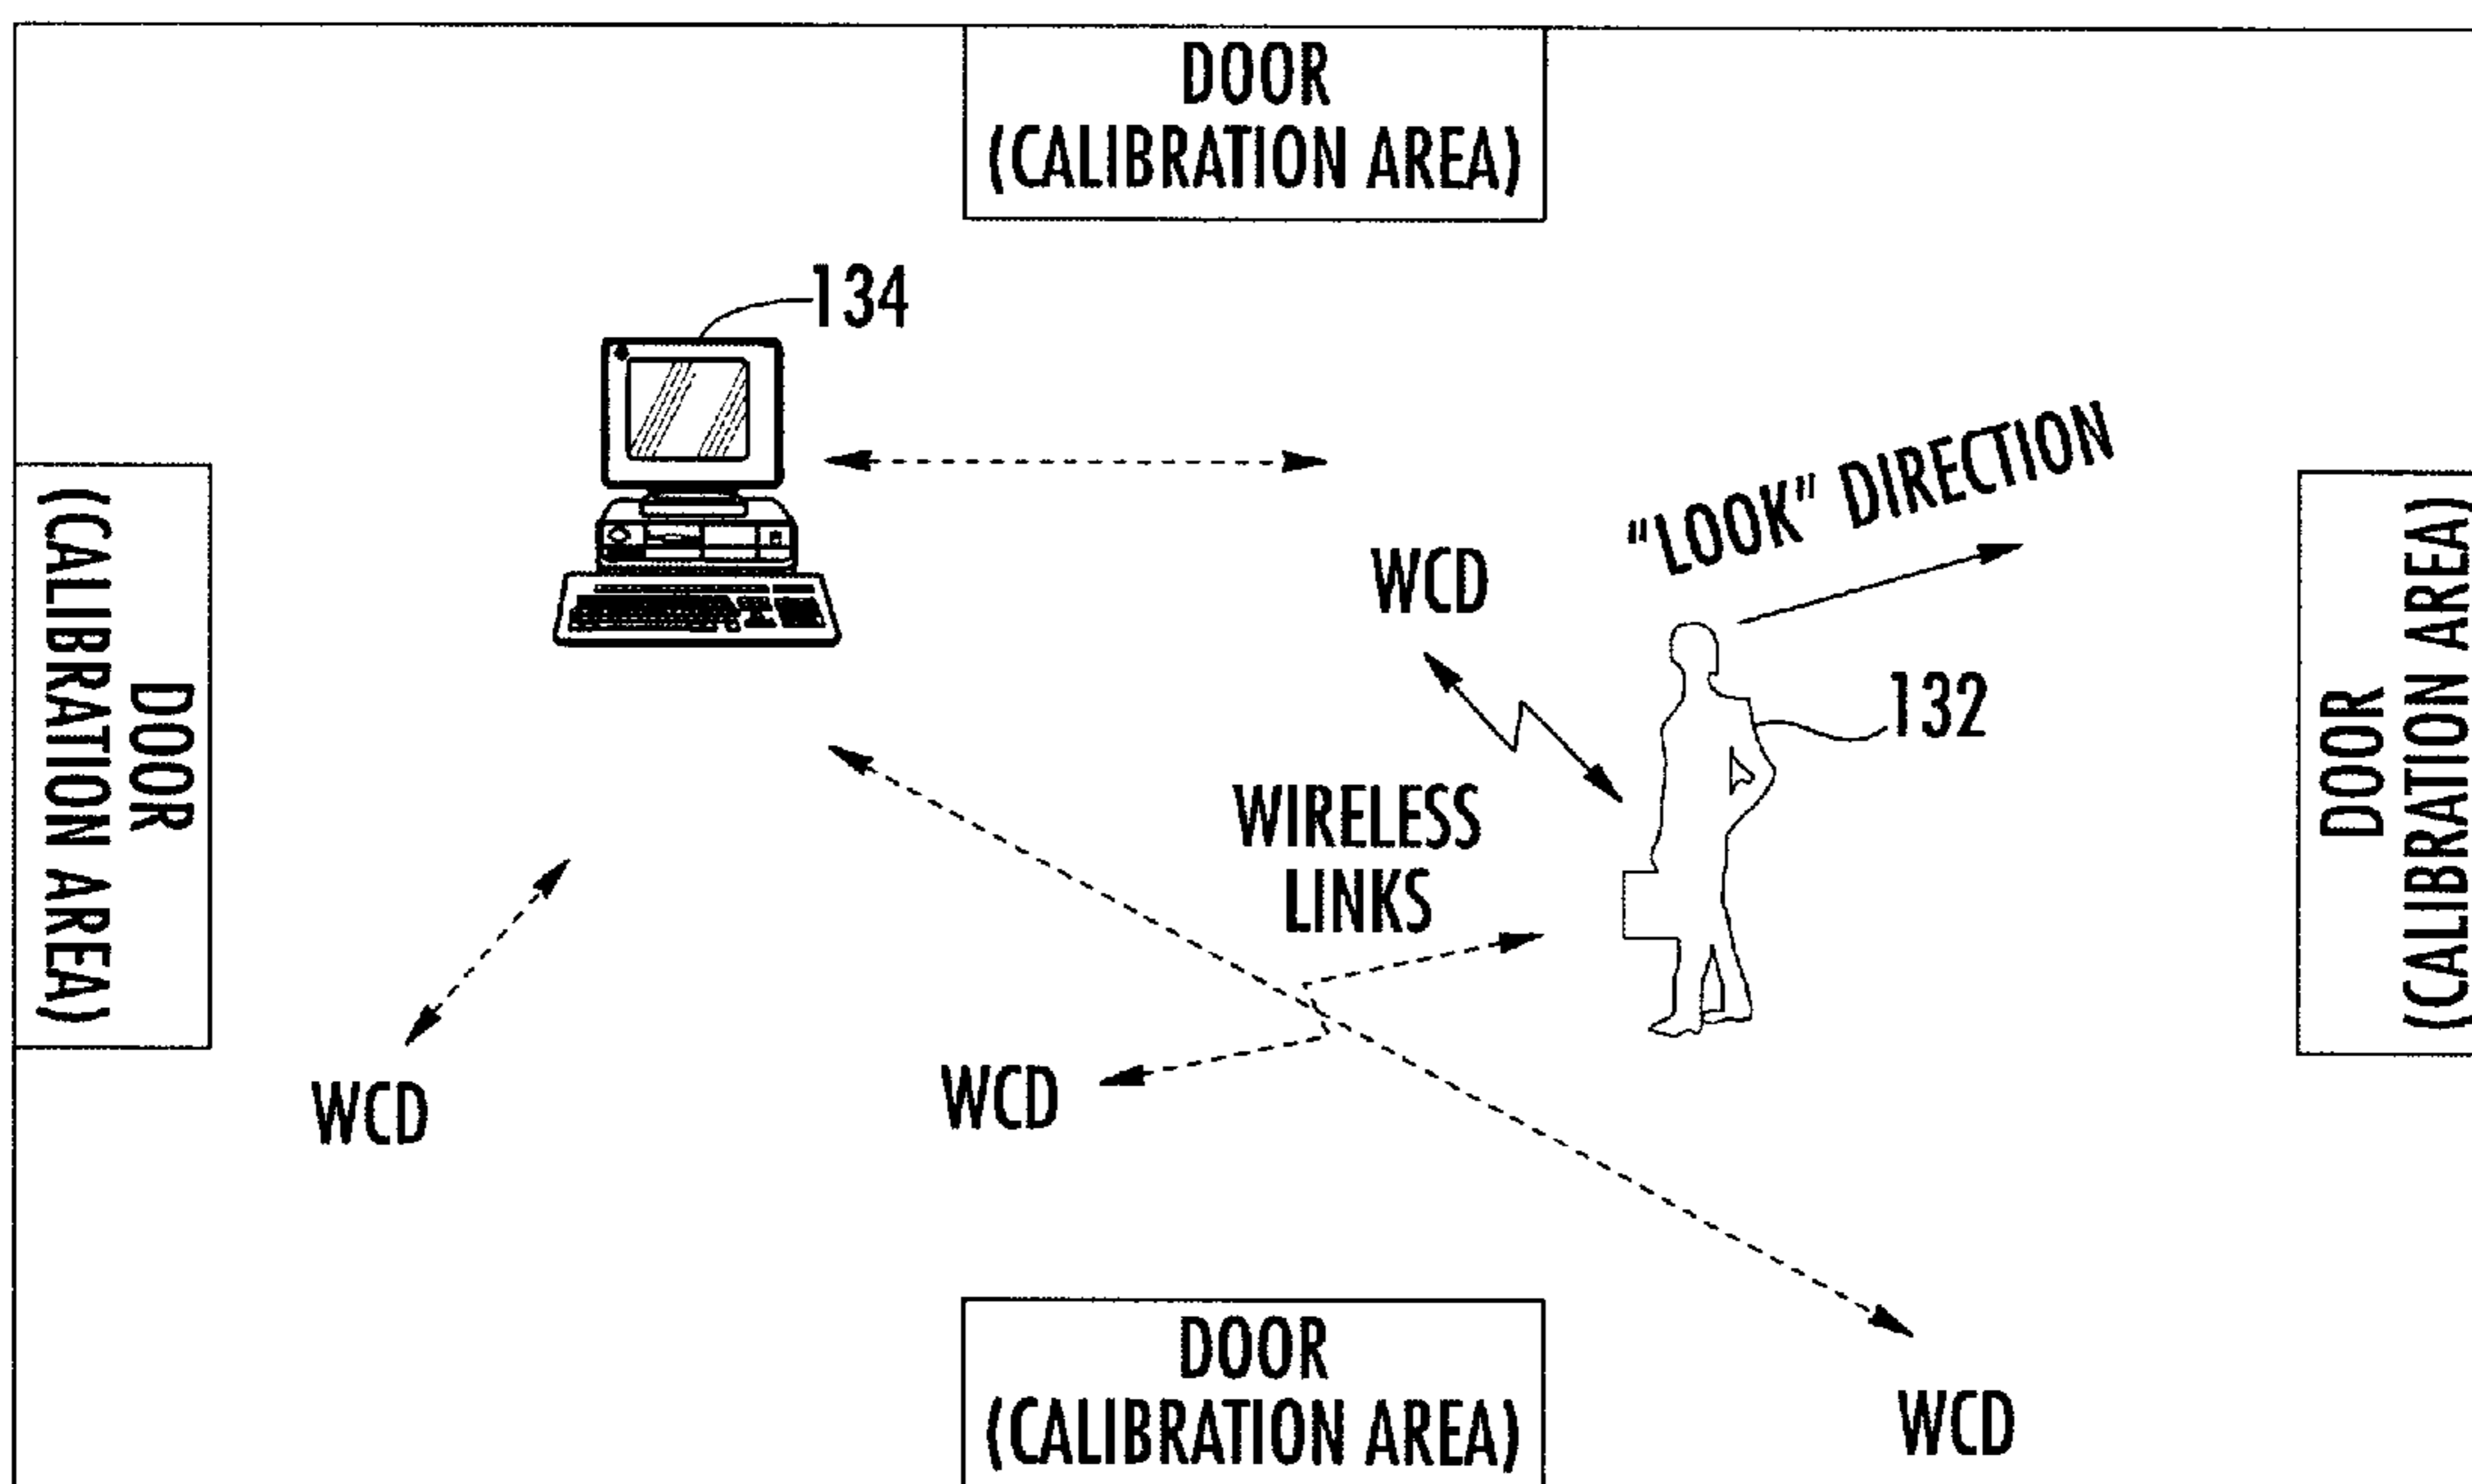 DOOR
(CALIBRATION AREA)
134
"LOOK" DIRECTION
WCD
132
DOOR
(CALIBRATION AREA)
DOOR
(CALIBRATION AREA)
WIRELESS
LINKS
WCD
WCD
DOOR
(CALIBRATION AREA)
WCD